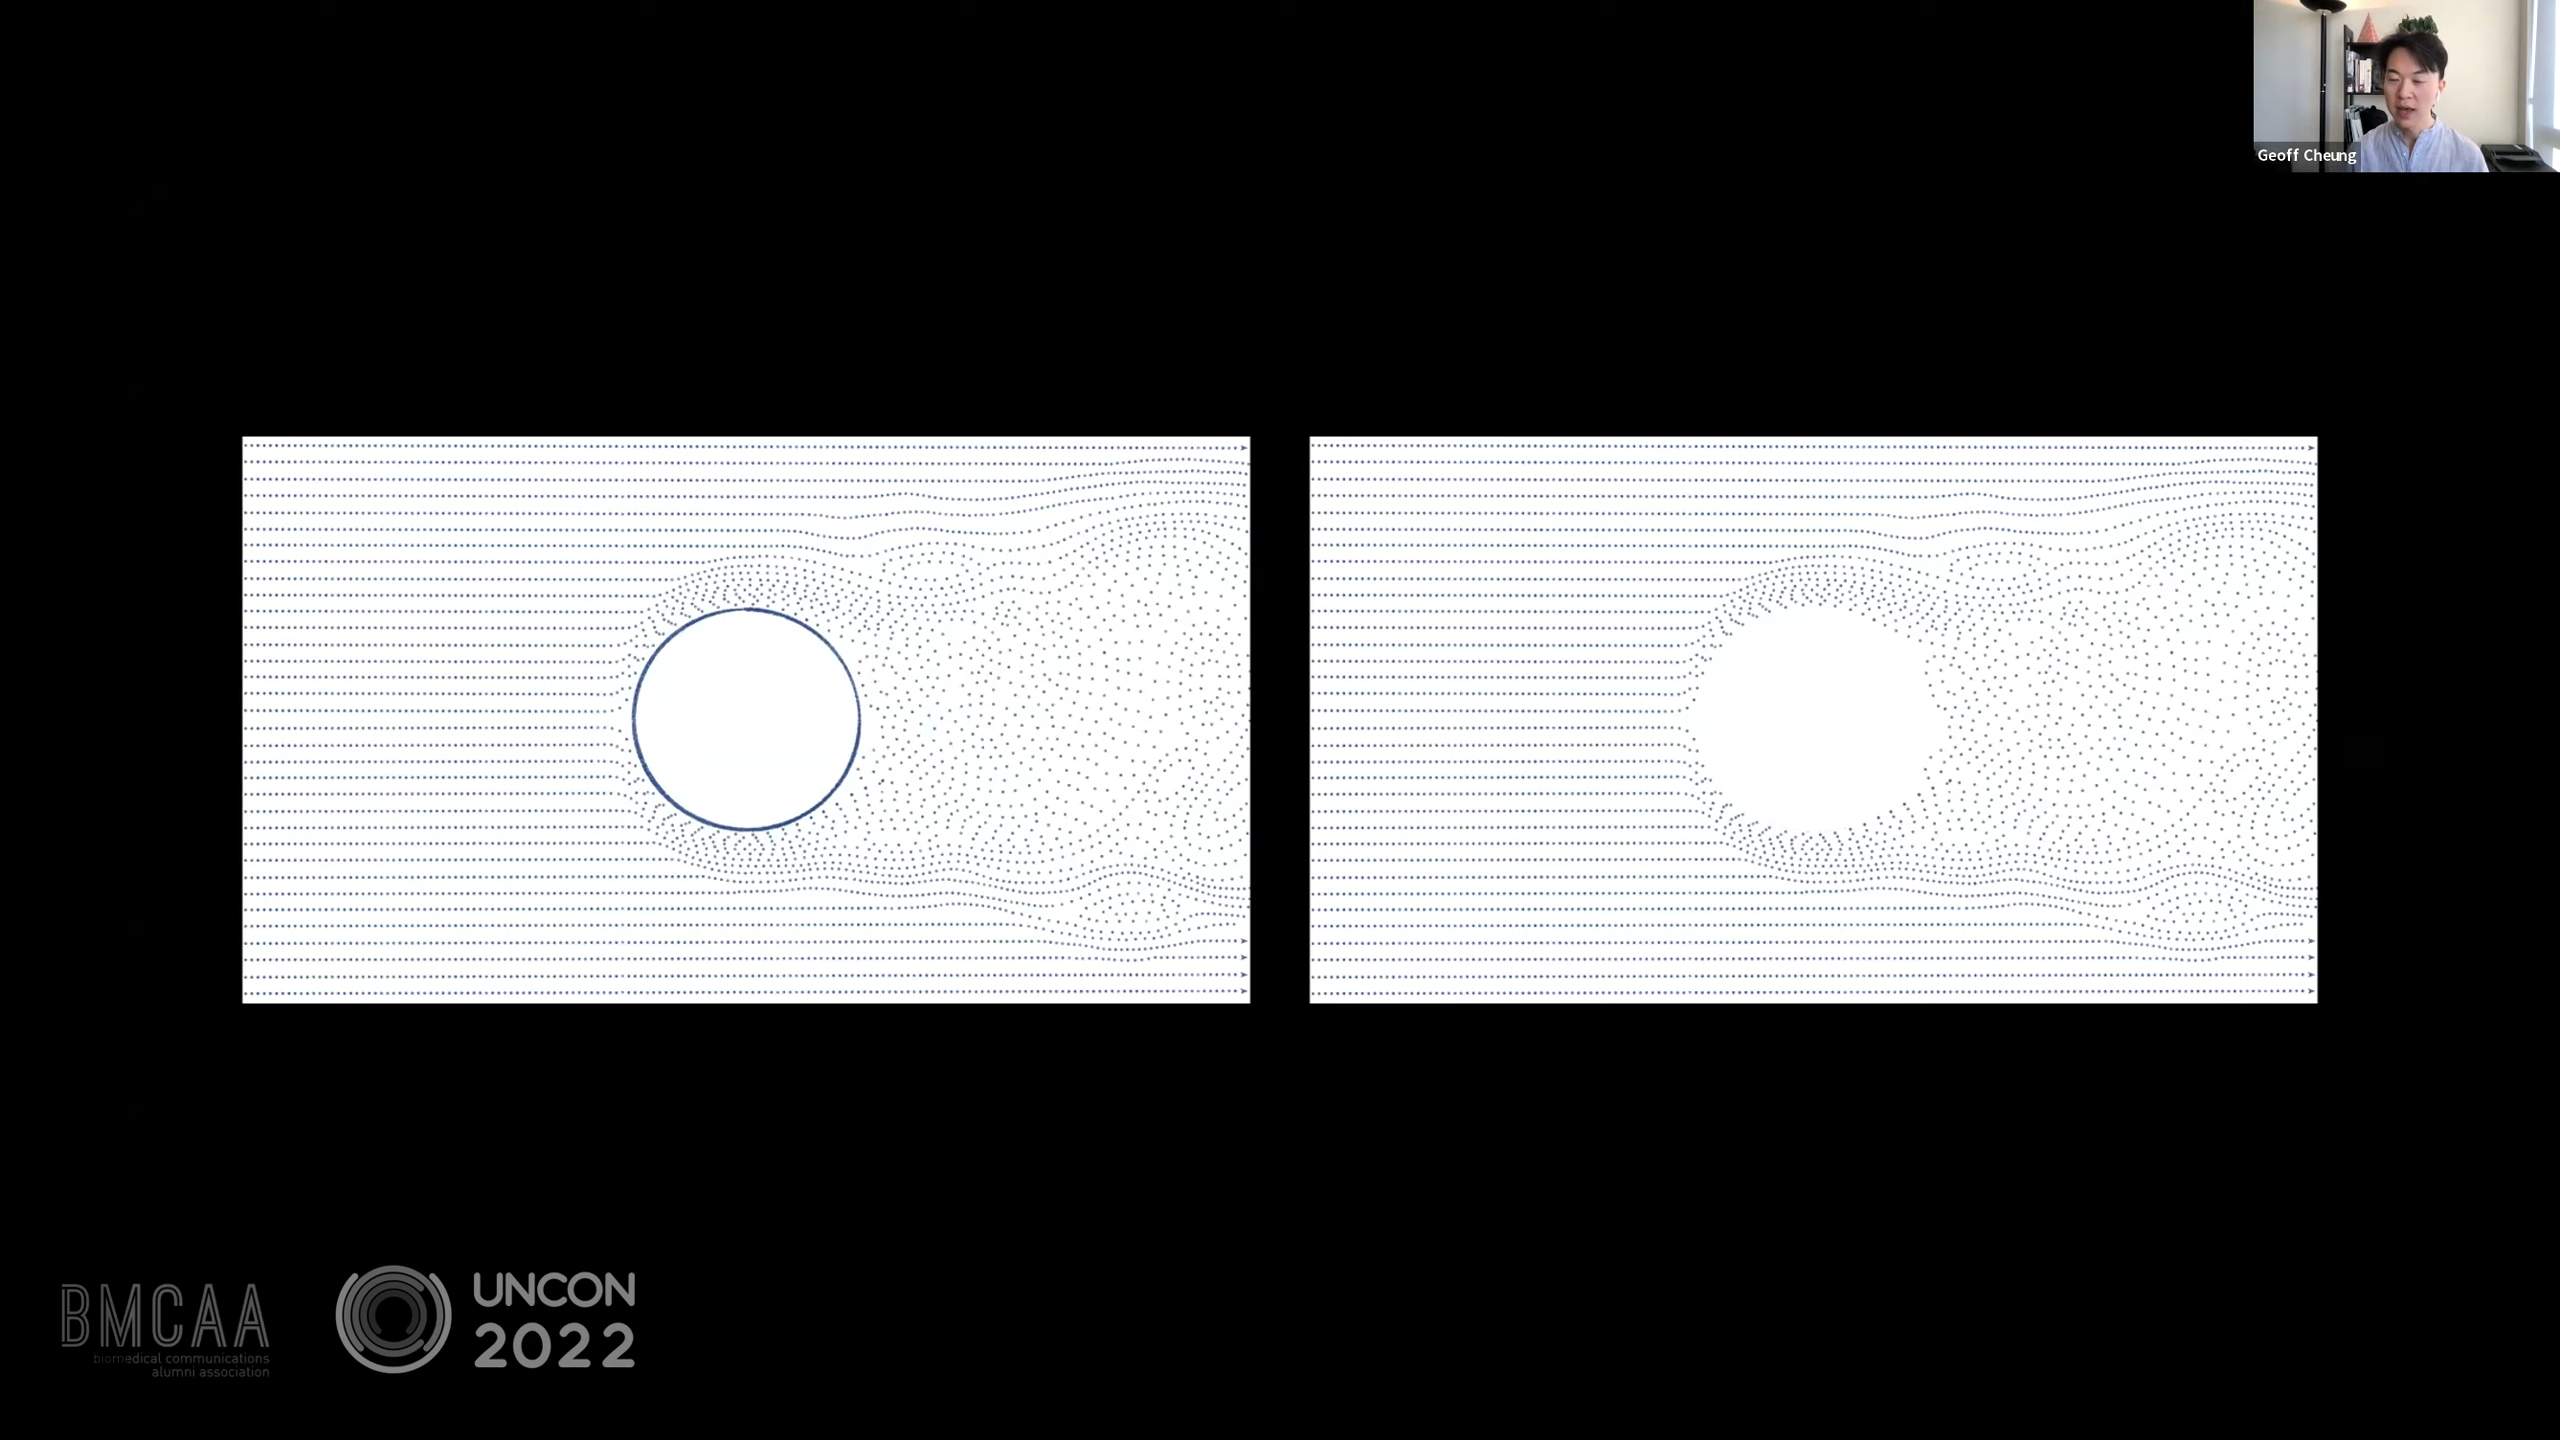 Geoff Cheung
BMCAA
biomedical communications
alumni association
UNCON
2022